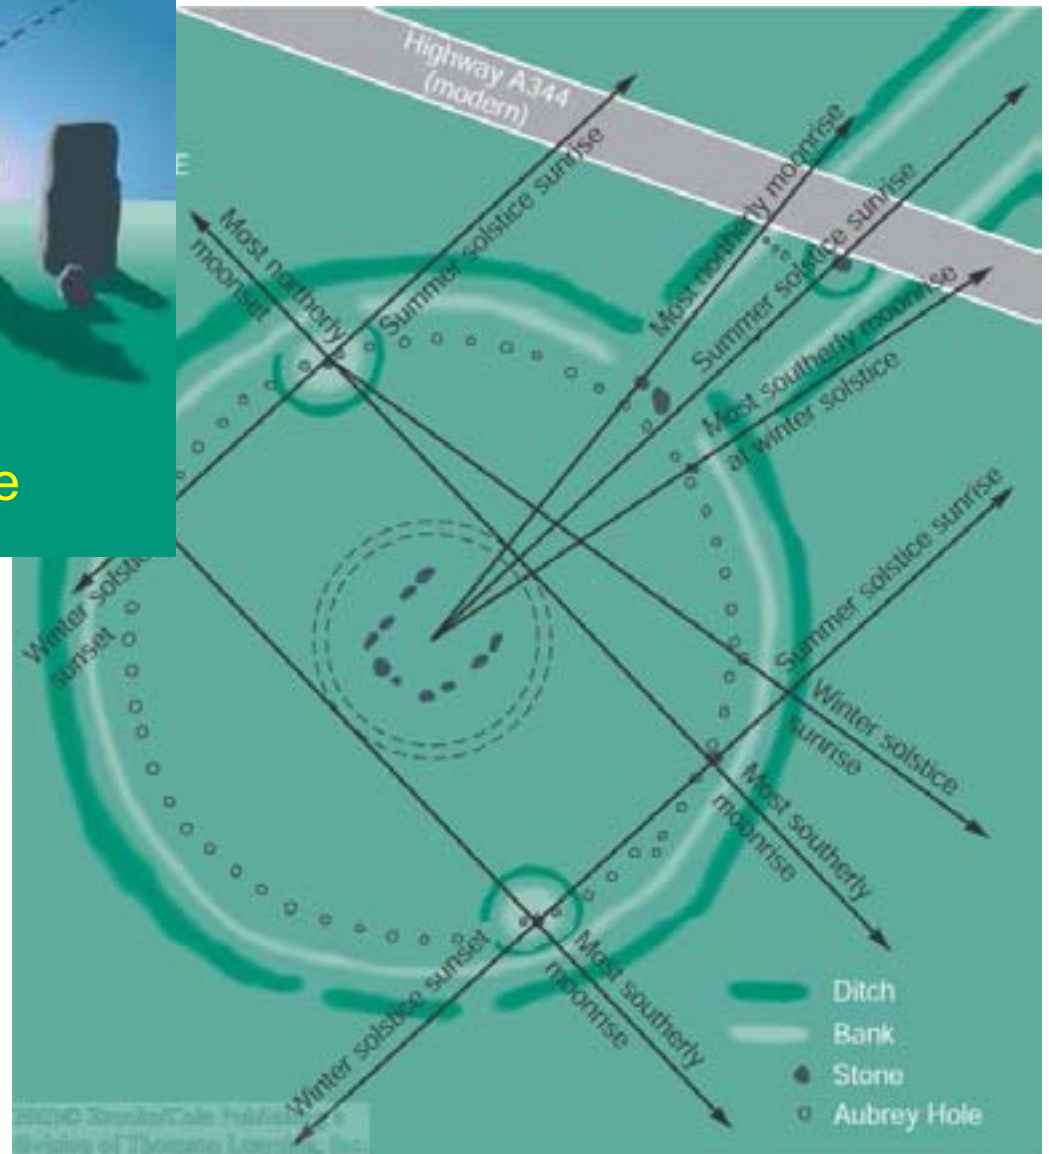 Highway A344
(modern)
E
Most northerly
moonset
Summer solstice sunrise
Most northerly moonrise
Summer solstice sunrise
Most southerly moonrise
at winter solstice
e
Winter solstice
sunset
Summer solstice sunrise
Winter solstice
sunrise
Most southerly
moonrise
Winter solstice sunset
Most southerly
moonrise
Ditch
Bank
Stone
Aubrey Hole